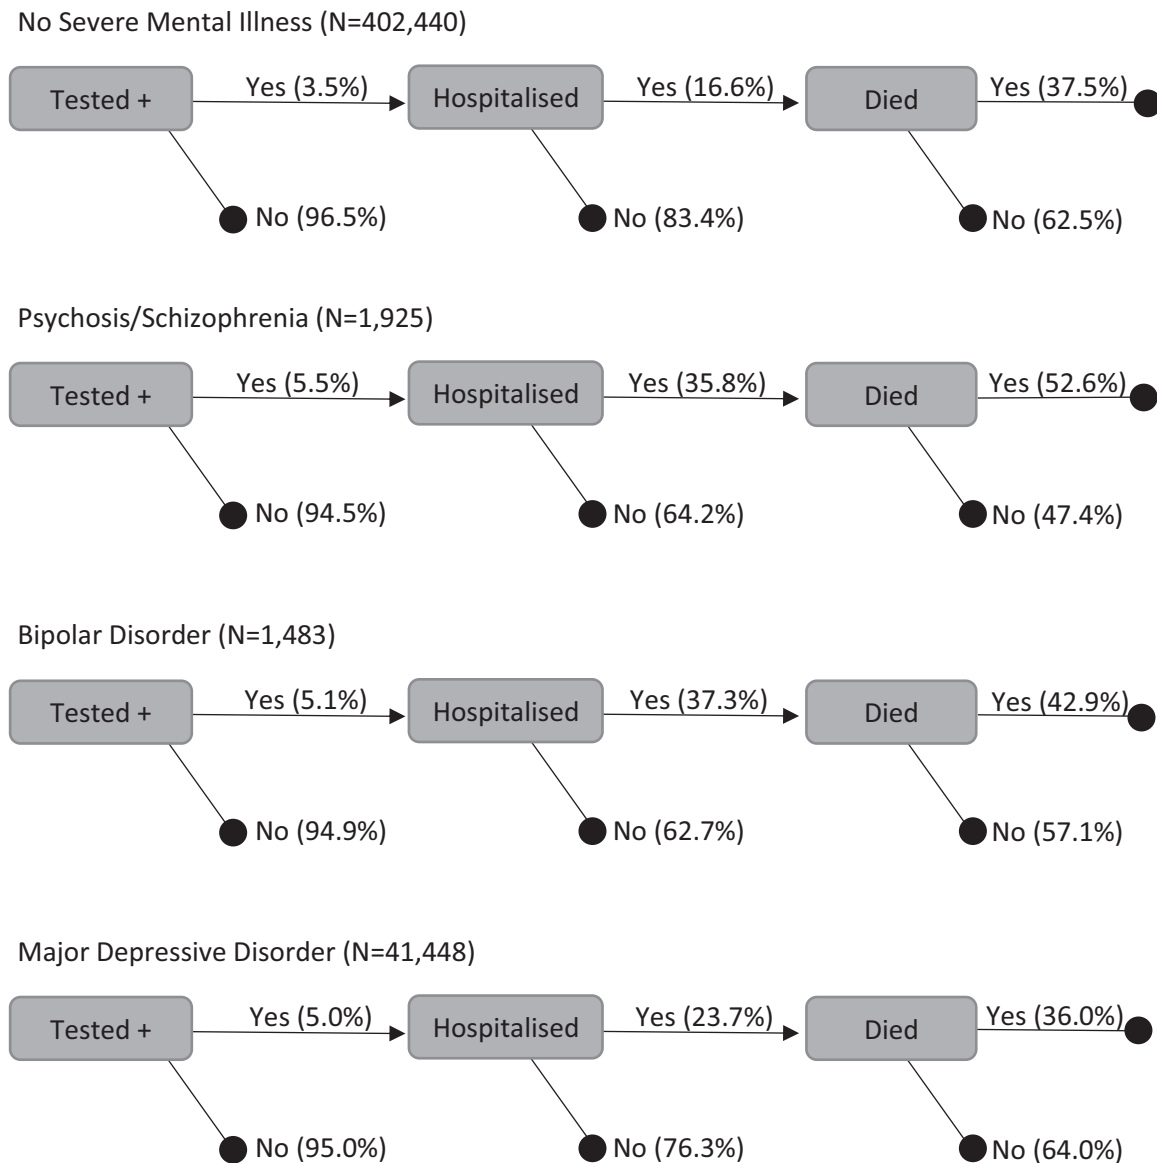 No Severe Mental Illness (N=402,440)
Tested +
Yes (3.5%)
Hospitalised
Yes (16.6%)
Died
Yes (37.5%)
No (96.5%)
No (83.4%)
No (62.5%)
Psychosis/Schizophrenia (N=1,925)
Tested +
Yes (5.5%)
Hospitalised
Yes (35.8%)
Died
Yes (52.6%)
No (94.5%)
No (64.2%)
No (47.4%)
Bipolar Disorder (N=1,483)
Tested +
Yes (5.1%)
Hospitalised
Yes (37.3%)
Died
Yes (42.9%)
No (94.9%)
No (62.7%)
No (57.1%)
Major Depressive Disorder (N=41,448)
Tested +
Yes (5.0%)
Hospitalised
Yes (23.7%)
Died
Yes (36.0%)
No (95.0%)
No (76.3%)
No (64.0%)